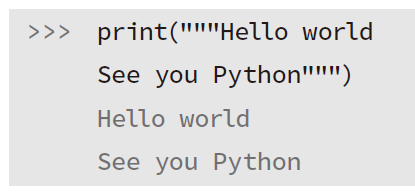 >>> print("""Hello world
See you Python""")
Hello world
See you Python